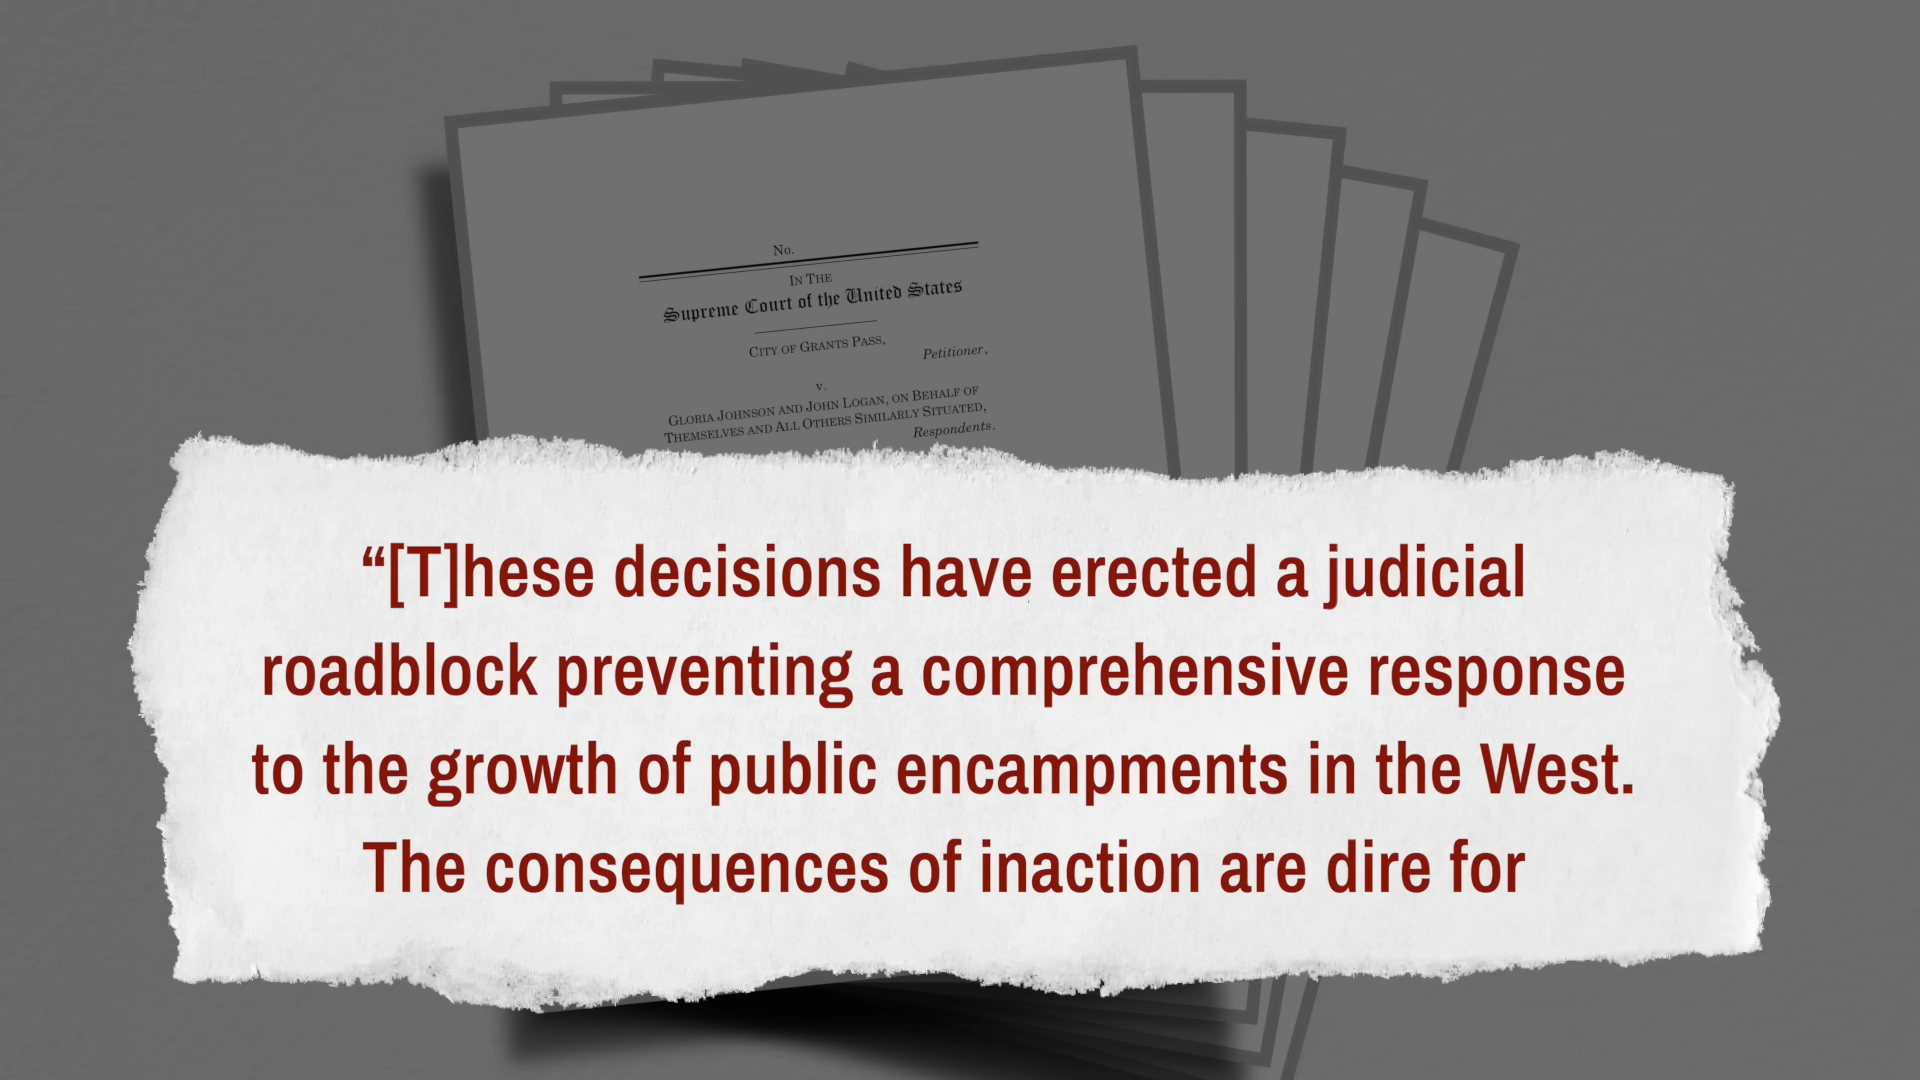 No.
IN THE
Supreme Court of the United States
CITY OF GRANTS PASS,
Petitioner,
v.
GLORIA JOHNSON AND JOHN LOGAN, ON BEHALF OF
THEMSELVES AND ALL OTHERS SIMILARLY SITUATED,
Respondents.
“[T]hese decisions have erected a judicial
roadblock preventing a comprehensive response
to the growth of public encampments in the West.
The consequences of inaction are dire for